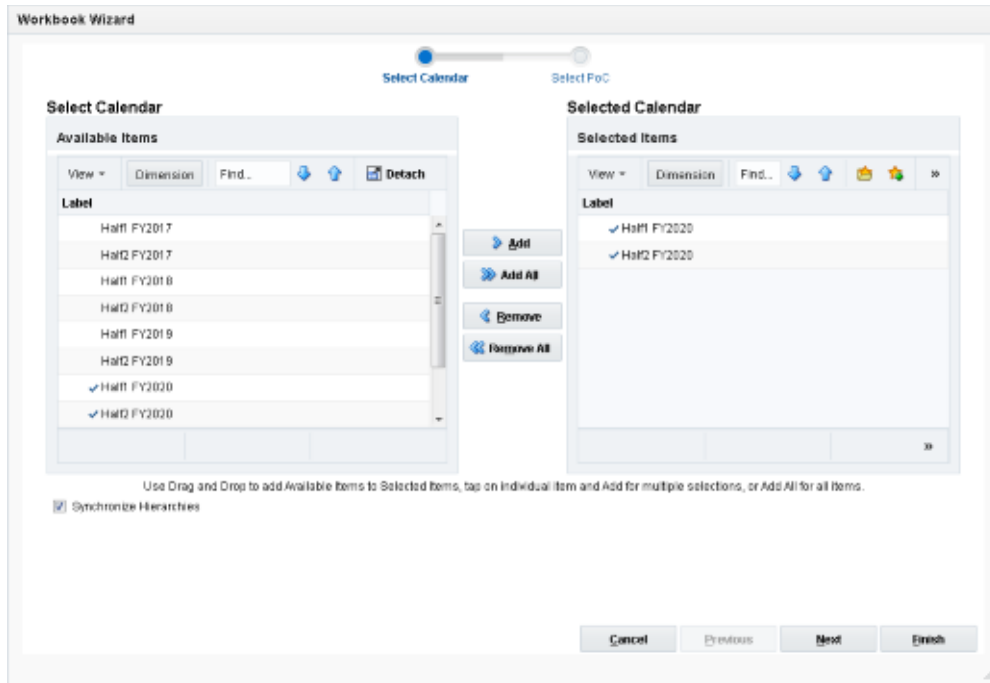 Workbook Wizard
Select Calendar
Select PoC
Select Calendar
Available Items
View
Dimension
Find...
Detach
Label
Half1 FY2017
Half2 FY2017
Half1 FY2018
Half2 FY2018
Half1 FY2019
Half2 FY2019
Half1 FY2020
Half2 FY2020
Add
Add All
Remove
Remove All
Selected Calendar
Selected Items
View
Dimension
Find...
»
Label
Half1 FY2020
Half2 FY2020
»
Use Drag and Drop to add Available Items to Selected Items, tap on individual item and Add for multiple selections, or Add All for all items.
Synchronize Hierarchies
Cancel
Previous
Next
Finish